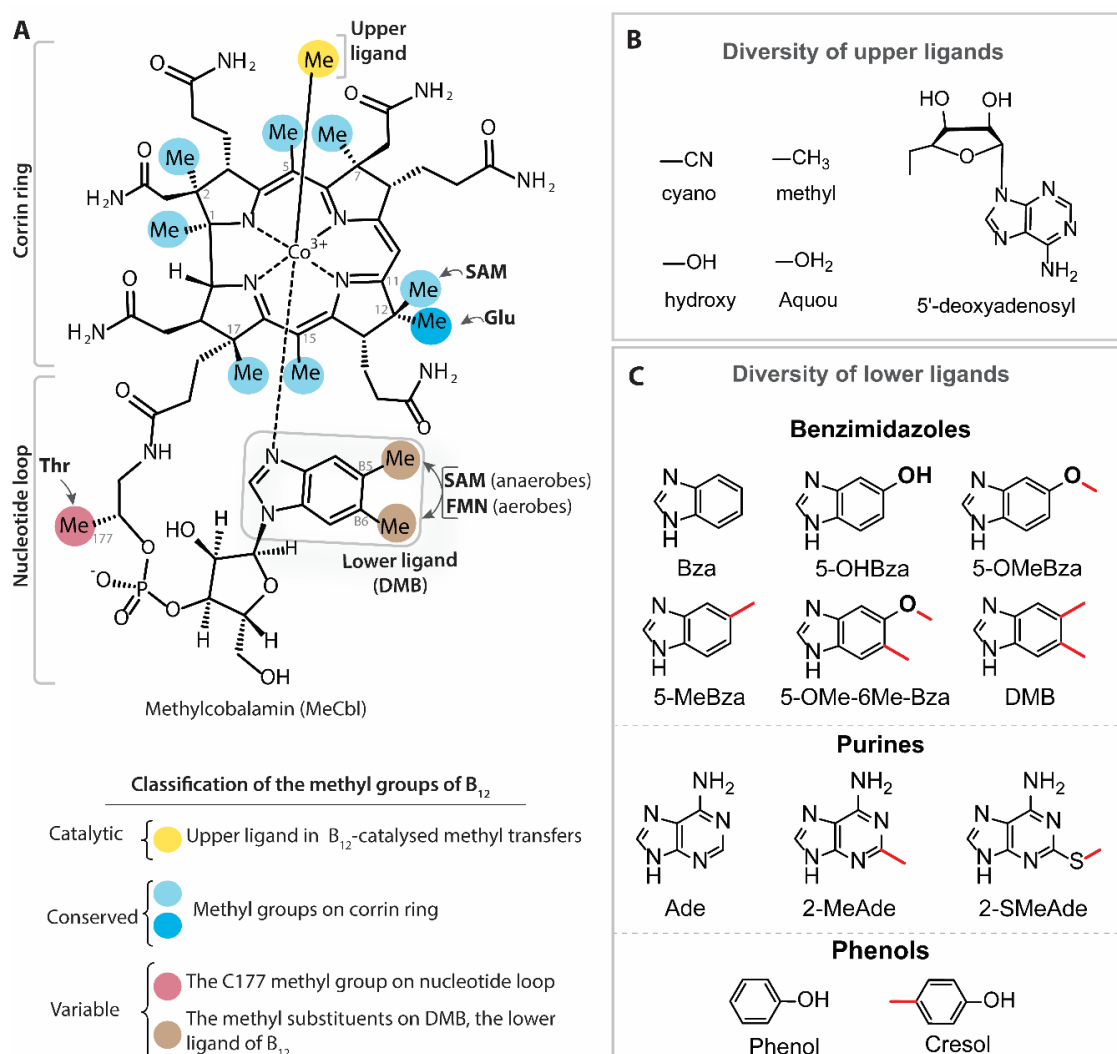 A
Upper
ligand
Me
O
NH2
O
NH2
O
NH2
O
H2N
Me
Me
Me
Me
5
7
2
1
N
N
N
N
Co3+
H
O
H2N
11
12
Me
Me
SAM
Glu
17
15
Me
Me
NH2
O
Corrin ring
Nucleotide loop
O
NH
Thr
Me
177
O
-O
P
O
O
HO
H
H
O
H
H
OH
N
N
B5
B6
Me
Me
SAM (anaerobes)
FMN (aerobes)
Lower ligand
(DMB)
Methylcobalamin (MeCbl)
Classification of the methyl groups of B12
Catalytic
Upper ligand in B12-catalysed methyl transfers
Conserved
Methyl groups on corrin ring
Variable
The C177 methyl group on nucleotide loop
The methyl substituents on DMB, the lower
ligand of B12
B
Diversity of upper ligands
—CN
cyano
—CH3
methyl
—OH
hydroxy
—OH2
Aquou
HO
OH
O
N
N
N
N
NH2
5'-deoxyadenosyl
C
Diversity of lower ligands
Benzimidazoles
N
N
H
Bza
N
N
H
OH
5-OHBza
N
N
H
O
5-OMeBza
N
N
H
5-MeBza
N
N
H
O
5-OMe-6Me-Bza
N
N
H
DMB
Purines
NH2
N
N
N
N
H
Ade
NH2
N
N
N
N
H
2-MeAde
NH2
N
N
N
N
H
S
2-SMeAde
Phenols
OH
Phenol
OH
Cresol